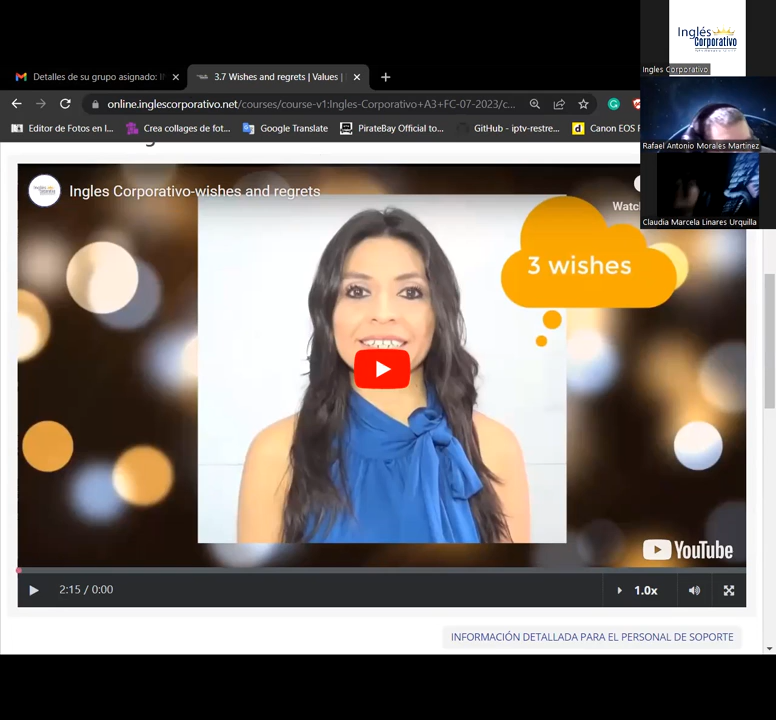 Inglés
Corporativo
Ingles Corporativo
Detalles de su grupo asignado: I
3.7 Wishes and regrets | Values |
online.inglescorporativo.net/courses/course-v1:Ingles-Corporativo+A3+FC-07-2023/c...
Rafael Antonio Morales Martinez
Editor de Fotos en l...
Crea collages de fot...
Google Translate
PirateBay Official to...
GitHub - iptv-restre...
Canon EOS
Claudia Marcela Linares Urquilla
Ingles Corporativo-wishes and regrets
Watc
3 wishes
YouTube
2:15 / 0:00
1.0x
INFORMACIÓN DETALLADA PARA EL PERSONAL DE SOPORTE